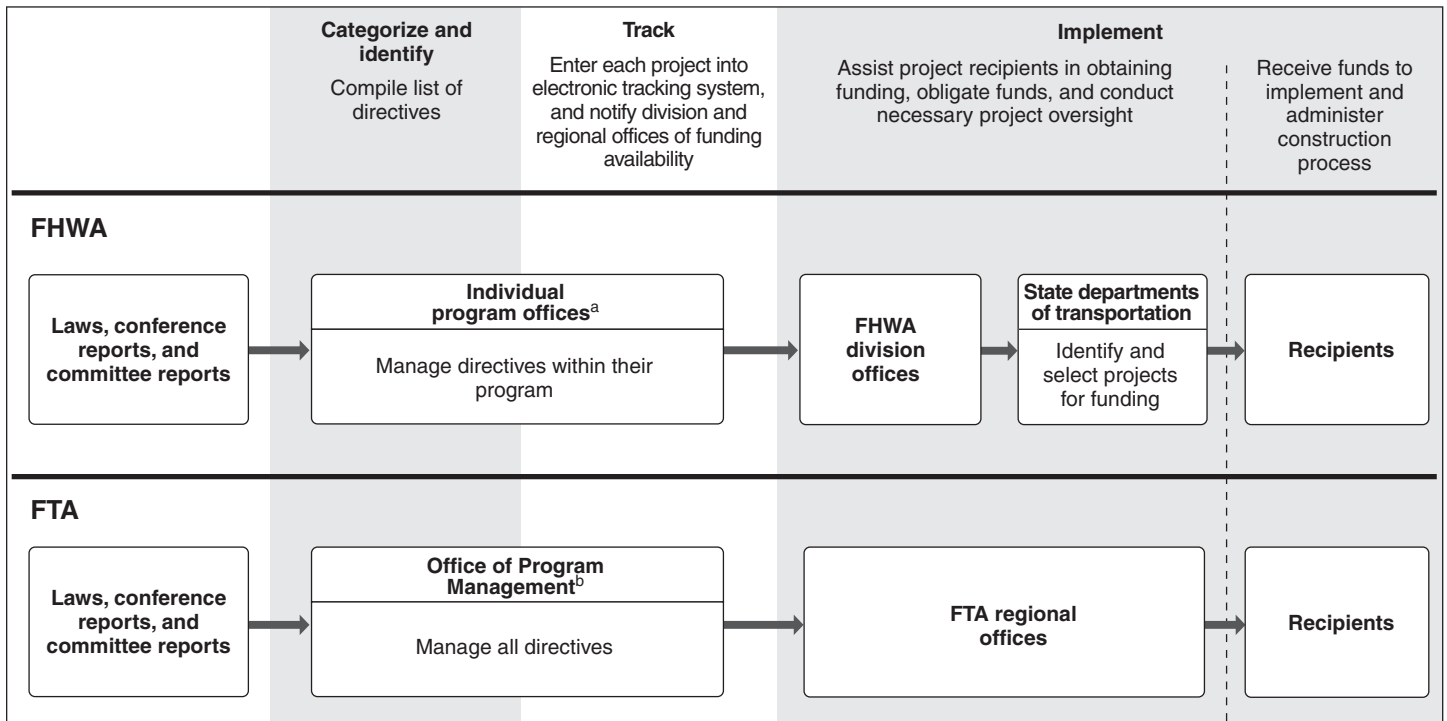 Categorize and
identify
Compile list of
directives
Track
Enter each project into
electronic tracking system,
and notify division and
regional offices of funding
availability
Implement
Assist project recipients in obtaining
funding, obligate funds, and conduct
necessary project oversight
Receive funds to
implement and
administer
construction
process
FHWA
Laws, conference
reports, and
committee reports
Individual
program officesa
Manage directives within their
program
FHWA
division
offices
State departments
of transportation
Identify and
select projects
for funding
Recipients
FTA
Laws, conference
reports, and
committee reports
Office of Program
Managementb
Manage all directives
FTA regional
offices
Recipients